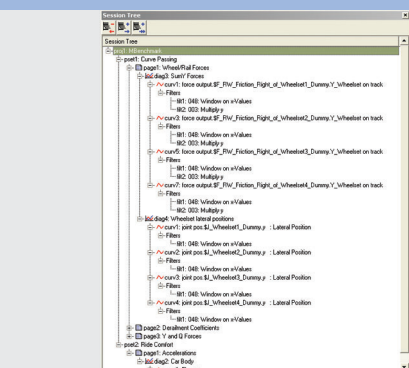 Session Tree
Session Tree
proj1: MBenchmark
pset1: Curve Passing
page1: Wheel/Rail Forces
diag3: SumY Forces
curv1: force output.$F_RW_Friction_Right_of_Wheelset1_Dummy.Y_Wheelset on track
Filters
filt1: 048: Window on x-Values
filt2: 003: Multiply y
curv3: force output.$F_RW_Friction_Right_of_Wheelset2_Dummy.Y_Wheelset on track
Filters
filt1: 048: Window on x-Values
filt2: 003: Multiply y
curv5: force output.$F_RW_Friction_Right_of_Wheelset3_Dummy.Y_Wheelset on track
Filters
filt1: 048: Window on x-Values
filt2: 003: Multiply y
curv7: force output.$F_RW_Friction_Right_of_Wheelset4_Dummy.Y_Wheelset on track
Filters
filt1: 048: Window on x-Values
filt2: 003: Multiply y
diag4: Wheelset lateral positions
curv1: joint pos.$J_Wheelset1_Dummy.y : Lateral Position
Filters
filt1: 048: Window on x-Values
curv2: joint pos.$J_Wheelset2_Dummy.y : Lateral Position
Filters
filt1: 048: Window on x-Values
curv3: joint pos.$J_Wheelset3_Dummy.y : Lateral Position
Filters
filt1: 048: Window on x-Values
curv4: joint pos.$J_Wheelset4_Dummy.y : Lateral Position
Filters
filt1: 048: Window on x-Values
page2: Derailment Coefficients
page3: Y and Q Forces
pset2: Ride Comfort
page1: Accelerations
diag2: Car Body